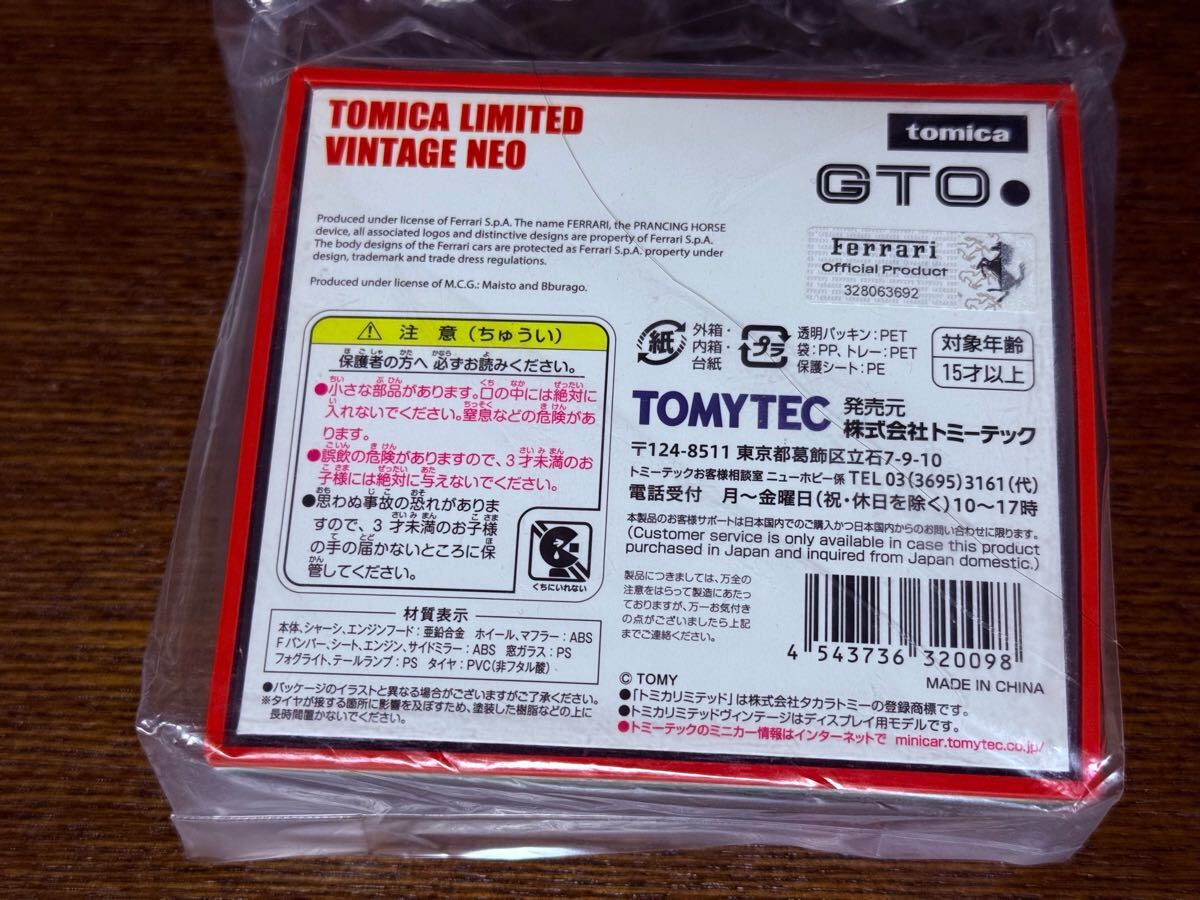 TOMICA LIMITED
VINTAGE NEO
tomica
GTO
Produced under license of Ferrari S.p.A. The name FERRARI, the PRANCING HORSE
device, all associated logos and distinctive designs are property of Ferrari S.p.A.
The body designs of the Ferrari cars are protected as Ferrari S.p.A. property under
design, trademark and trade dress regulations.
Produced under license of M.C.G.: Maisto and Bburago.
Ferrari
Official Product
328063692
注 意（ちゅうい）
保護者の方へ 必ずお読みください。
●小さな部品があります。口の中には絶対に
入れないでください。窒息などの危険があ
ります。
●誤飲の危険がありますので、3才未満のお
子様には絶対に与えないでください。
●思わぬ事故の恐れがありま
すので、3才未満のお子様
の手の届かないところに保
管してください。
くちにいれない
紙
外箱・
内箱・
台紙
プラ
透明パッキン：PET
袋：PP、トレー：PET
保護シート：PE
対象年齢
15才以上
TOMYTEC 発売元
株式会社トミーテック
〒124-8511 東京都葛飾区立石7-9-10
トミーテックお客様相談室 ニューホビー係 TEL 03(3695)3161(代)
電話受付 月〜金曜日(祝・休日を除く)10〜17時
本製品のお客様サポートは日本国内でのご購入かつ日本国内からのお問い合わせに限ります。
(Customer service is only available in case this product
purchased in Japan and inquired from Japan domestic.)
製品につきましては、万全の
注意をはらって製造にあたっ
ておりますが、万一お気付き
の点がございましたら上記
までご連絡ください。
4 543736 320098
MADE IN CHINA
材質表示
本体、シャーシ、エンジンフード：亜鉛合金 ホイール、マフラー：ABS
Fバンパー、シート、エンジン、サイドミラー：ABS 窓ガラス：PS
フォグライト、テールランプ：PS タイヤ：PVC(非フタル酸)
●パッケージのイラストと異なる場合がございますがご了承ください。
※タイヤが接する箇所に影響を及ぼすため、塗装した樹脂などの上に
長時間置かないでください。
© TOMY
●「トミカリミテッド」は株式会社タカラトミーの登録商標です。
●トミカリミテッドヴィンテージはディスプレイ用モデルです。
●トミーテックのミニカー情報はインターネットで minicar.tomytec.co.jp/